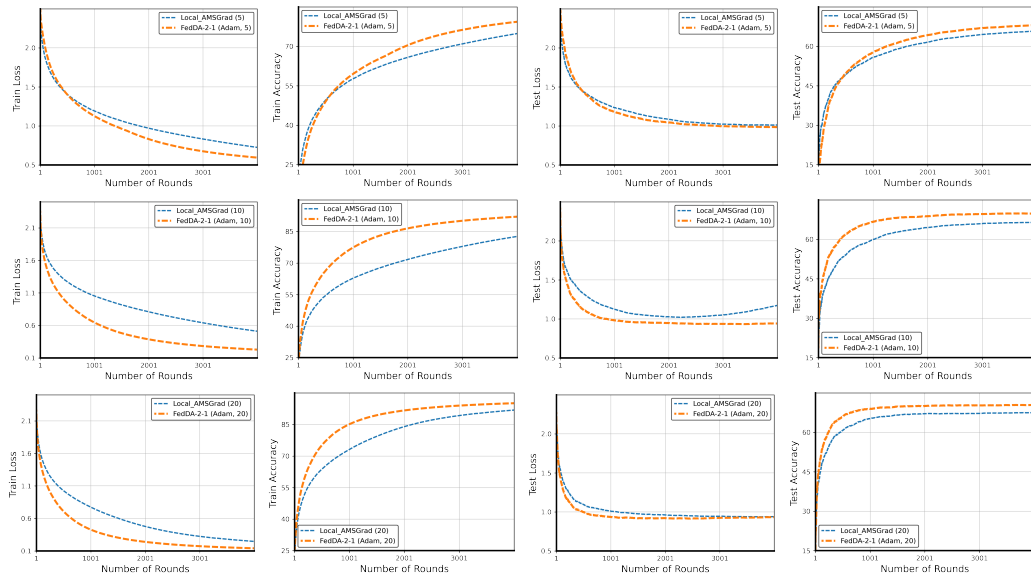 Local_AMSGrad (5)
FedDA-2-1 (Adam, 5)
Train Loss
2.0
1.5
1.0
0.5
1
1001
2001
3001
Number of Rounds
Local_AMSGrad (5)
FedDA-2-1 (Adam, 5)
Train Accuracy
70
55
40
25
1
1001
2001
3001
Number of Rounds
Local_AMSGrad (5)
FedDA-2-1 (Adam, 5)
Test Loss
2.0
1.5
1.0
0.5
1
1001
2001
3001
Number of Rounds
Local_AMSGrad (5)
FedDA-2-1 (Adam, 5)
Test Accuracy
60
45
30
15
1
1001
2001
3001
Number of Rounds
Local_AMSGrad (10)
FedDA-2-1 (Adam, 10)
Train Loss
2.1
1.6
1.1
0.6
0.1
1
1001
2001
3001
Number of Rounds
Local_AMSGrad (10)
FedDA-2-1 (Adam, 10)
Train Accuracy
85
70
55
40
25
1
1001
2001
3001
Number of Rounds
Local_AMSGrad (10)
FedDA-2-1 (Adam, 10)
Test Loss
2.0
1.5
1.0
0.5
1
1001
2001
3001
Number of Rounds
Test Accuracy
60
45
30
15
Local_AMSGrad (10)
FedDA-2-1 (Adam, 10)
1
1001
2001
3001
Number of Rounds
Local_AMSGrad (20)
FedDA-2-1 (Adam, 20)
Train Loss
2.1
1.6
1.1
0.6
0.1
1
1001
2001
3001
Number of Rounds
Train Accuracy
85
70
55
40
25
Local_AMSGrad (20)
FedDA-2-1 (Adam, 20)
1
1001
2001
3001
Number of Rounds
Local_AMSGrad (20)
FedDA-2-1 (Adam, 20)
Test Loss
2.0
1.5
1.0
0.5
1
1001
2001
3001
Number of Rounds
Test Accuracy
60
45
30
15
Local_AMSGrad (20)
FedDA-2-1 (Adam, 20)
1
1001
2001
3001
Number of Rounds